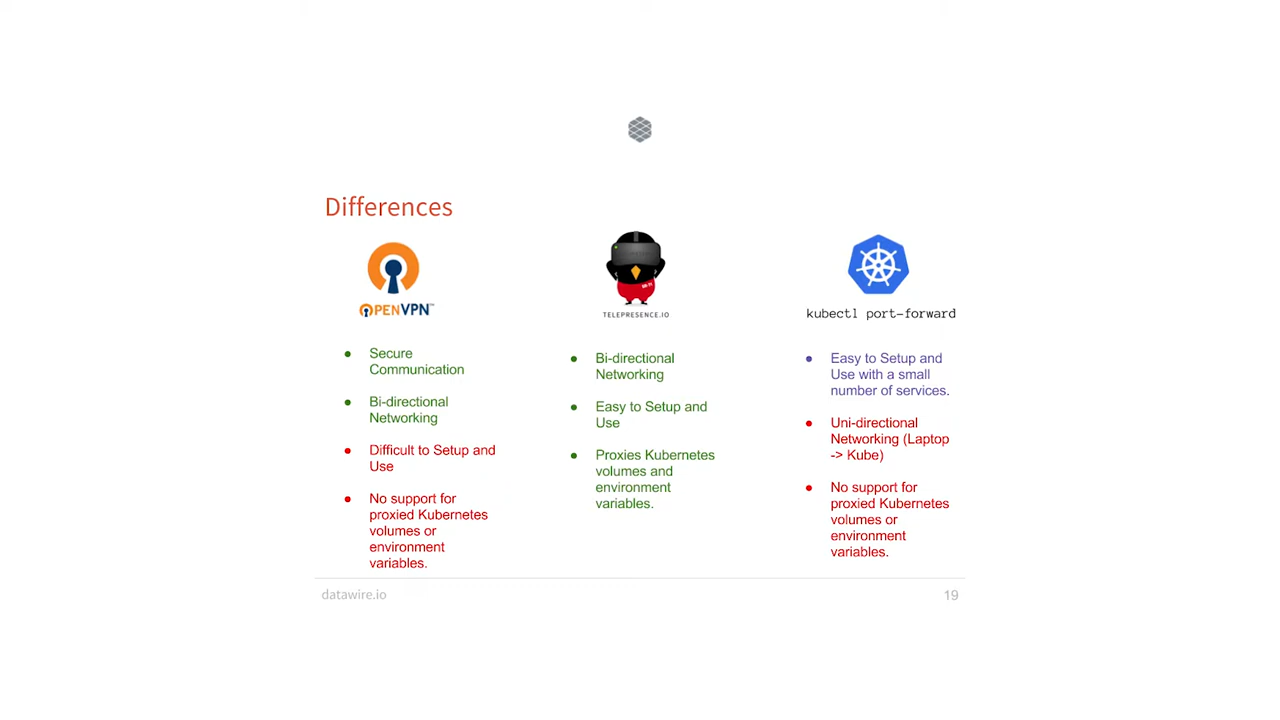 Differences
OPENVPN™
Secure
Communication
Bi-directional
Networking
Difficult to Setup and
Use
No support for
proxied Kubernetes
volumes or
environment
variables.
TELEPRESENCE.IO
Bi-directional
Networking
Easy to Setup and
Use
Proxies Kubernetes
volumes and
environment
variables.
kubectl port-forward
Easy to Setup and
Use with a small
number of services.
Uni-directional
Networking (Laptop
-> Kube)
No support for
proxied Kubernetes
volumes or
environment
variables.
datawire.io
19